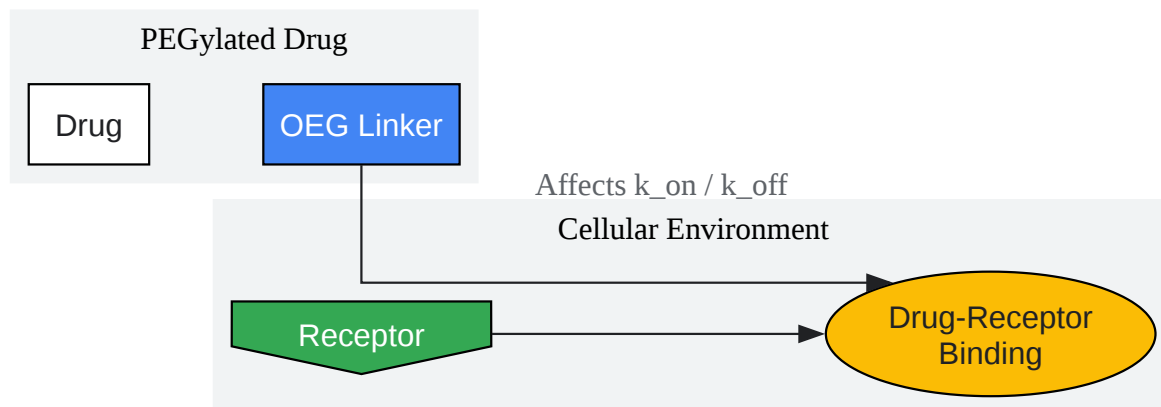 PEGylated Drug
Drug
OEG Linker
Affects k_on / k_off
Cellular Environment
Receptor
Drug-Receptor
Binding